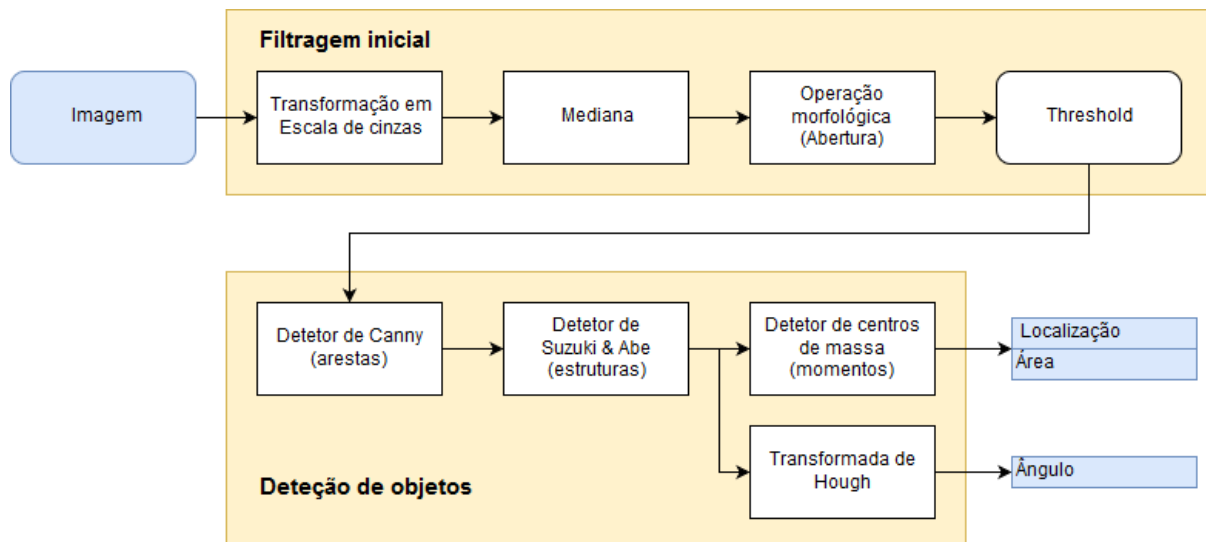 Filtragem inicial
Imagem
Transformação em
Escala de cinzas
Mediana
Operação
morfológica
(Abertura)
Threshold
Detetor de Canny
(arestas)
Detetor de
Suzuki & Abe
(estruturas)
Detetor de centros
de massa
(momentos)
Localização
Área
Transformada de
Hough
Ângulo
Deteção de objetos